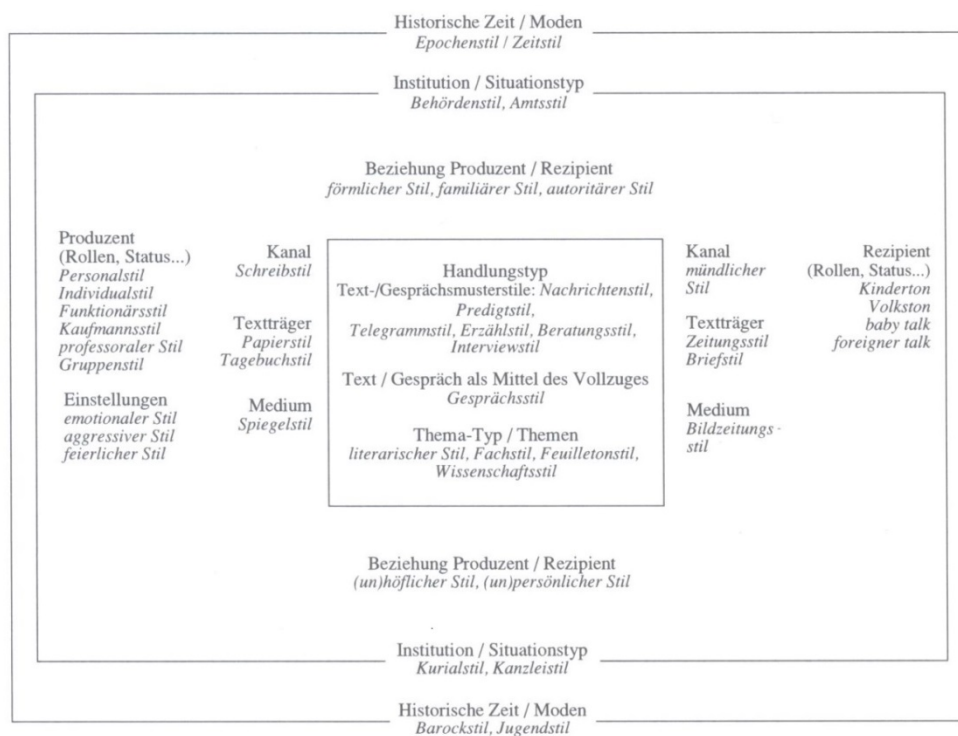 Historische Zeit / Moden
Epochenstil / Zeitstil
Institution / Situationstyp
Behördenstil, Amtsstil
Beziehung Produzent / Rezipient
förmlicher Stil, familiärer Stil, autoritärer Stil
Produzent
(Rollen, Status...)
Personalstil
Individualstil
Funktionärsstil
Kaufmannsstil
professoraler Stil
Gruppenstil
Einstellungen
emotionaler Stil
aggressiver Stil
feierlicher Stil
Kanal
Schreibstil
Textträger
Papierstil
Tagebuchstil
Medium
Spiegelstil
Handlungstyp
Text-/Gesprächsmusterstile: Nachrichtenstil,
Predigtstil,
Telegrammstil, Erzählstil, Beratungsstil,
Interviewstil
Text / Gespräch als Mittel des Vollzuges
Gesprächsstil
Thema-Typ / Themen
literarischer Stil, Fachstil, Feuilletonstil,
Wissenschaftsstil
Kanal
mündlicher
Stil
Textträger
Zeitungsstil
Briefstil
Medium
Bildzeitungs-
stil
Rezipient
(Rollen, Status...)
Kinderton
Volkston
baby talk
foreigner talk
Beziehung Produzent / Rezipient
(un)höflicher Stil, (un)persönlicher Stil
Institution / Situationstyp
Kurialstil, Kanzleistil
Historische Zeit / Moden
Barockstil, Jugendstil